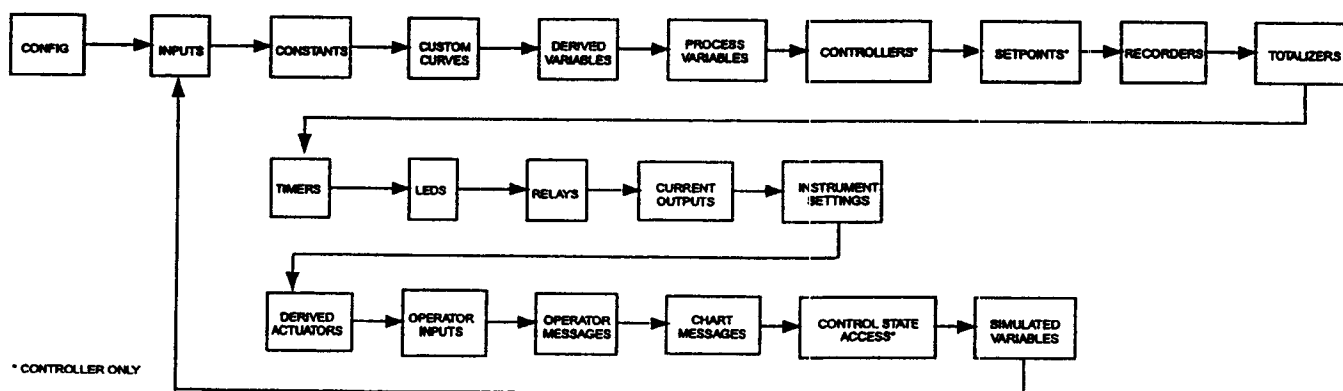 CONFIG
INPUTS
CONSTANTS
CUSTOM
CURVES
DERIVED
VARIABLES
PROCESS
VARIABLES
CONTROLLERS*
SETPOINTS*
RECORDERS
TOTALIZERS
TIMERS
LEDS
RELAYS
CURRENT
OUTPUTS
INSTRUMENT
SETTINGS
DERIVED
ACTUATORS
OPERATOR
INPUTS
OPERATOR
MESSAGES
CHART
MESSAGES
CONTROL STATE
ACCESS*
SIMULATED
VARIABLES
* CONTROLLER ONLY